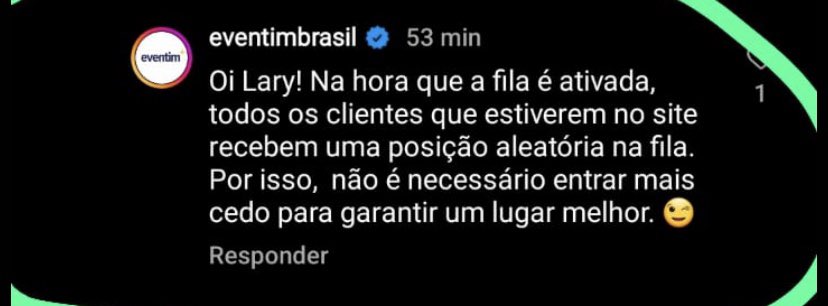 eventim
eventimbrasil 53 min
Oi Lary! Na hora que a fila é ativada,
todos os clientes que estiverem no site
recebem uma posição aleatória na fila.
Por isso, não é necessário entrar mais
cedo para garantir um lugar melhor. 😉
1
Responder